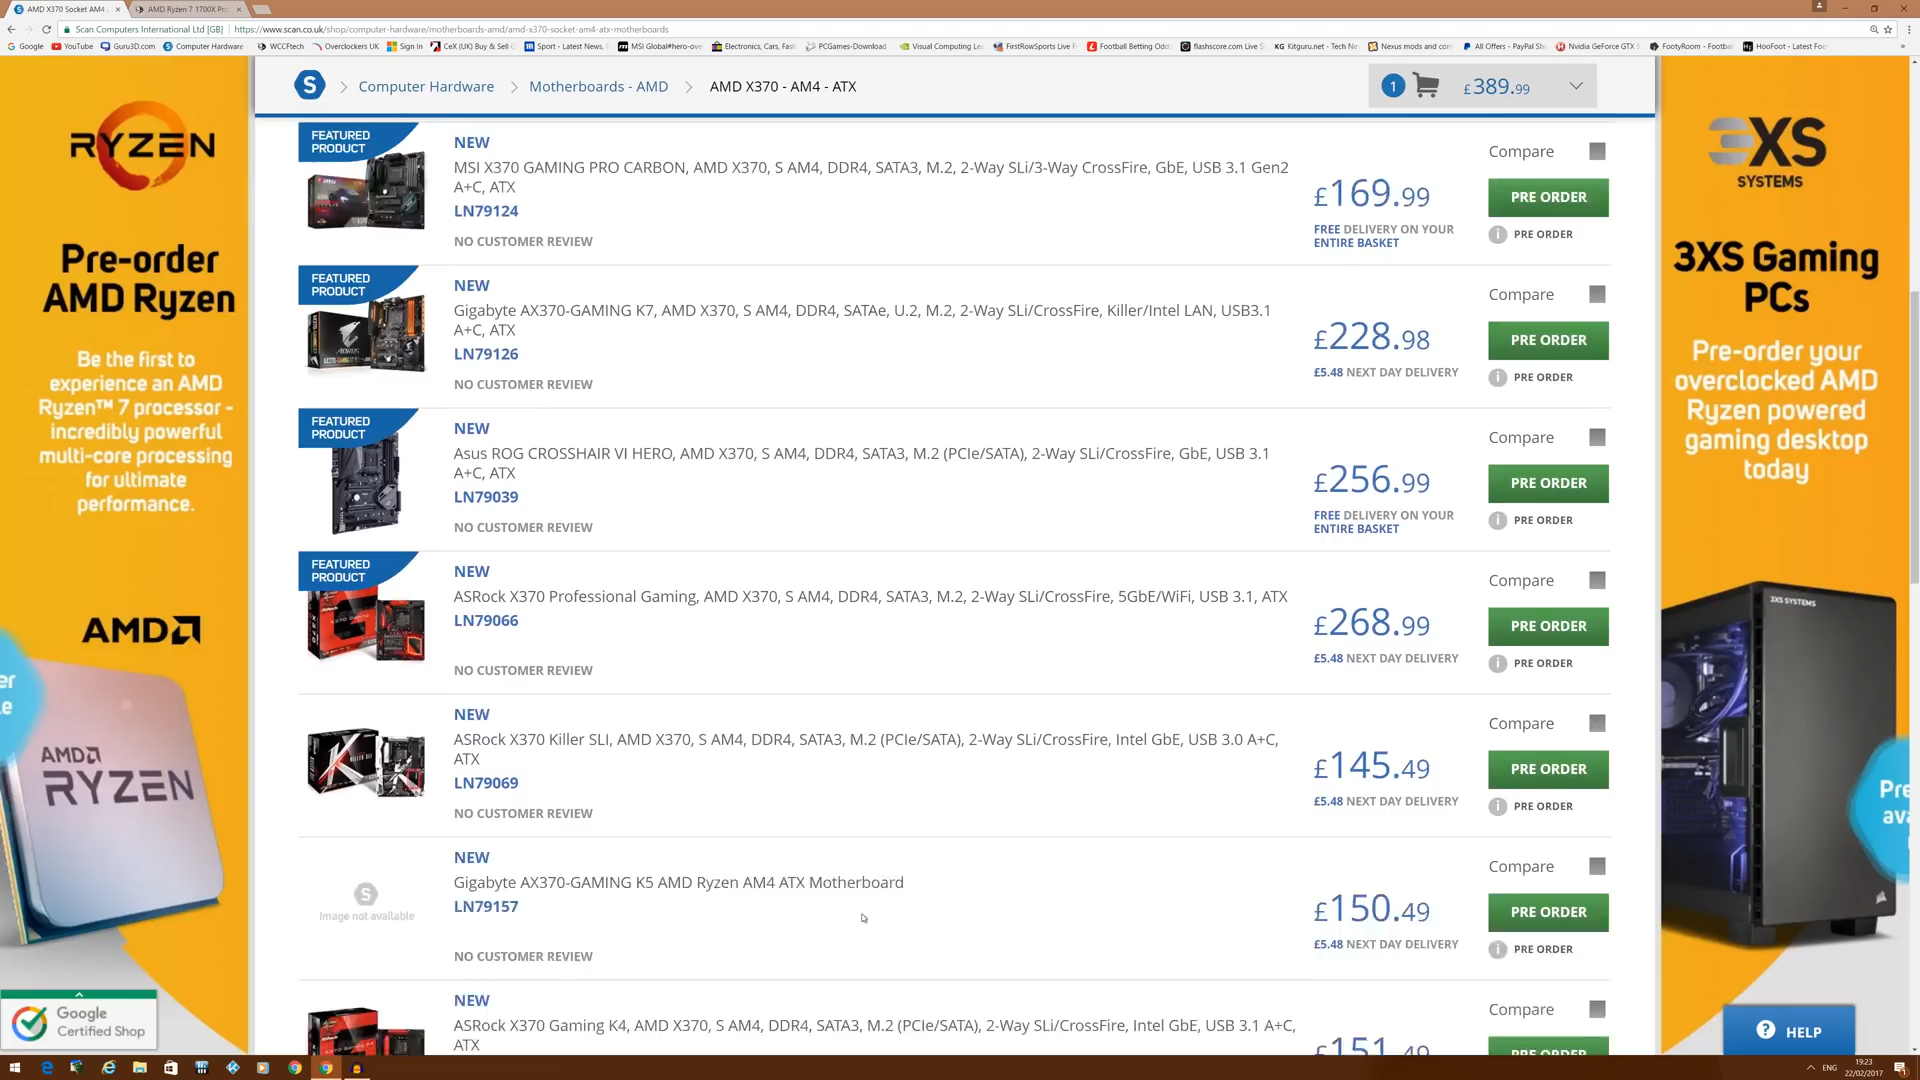 AMD X370 Socket AM4
AMD Ryzen 7 1700X Pro
Scan Computers International Ltd [GB]
https://www.scan.co.uk/shop/computer-hardware/motherboards-amd/amd-x370-socket-am4-atx-motherboards
Google YouTube Guru3D.com Computer Hardware WCCFtech Overclockers UK Sign In CeX (UK) Buy & Sell Sport - Latest News, MSI Global Electronics, Cars, Fash PCGames-Download Visual Computing FirstRowSports Live Football Betting Odds flashscore.com Live Kitguru.net - Tech Ne Nexus mods and com All Offers - PayPal Nvidia GeForce GTX FootyRoom - Football HooFoot - Latest
S Computer Hardware Motherboards - AMD AMD X370 - AM4 - ATX
1 £389.99
FEATURED
PRODUCT
NEW
MSI X370 GAMING PRO CARBON, AMD X370, S AM4, DDR4, SATA3, M.2, 2-Way SLi/3-Way CrossFire, GbE, USB 3.1 Gen2
A+C, ATX
LN79124
NO CUSTOMER REVIEW
£169.99
FREE DELIVERY ON YOUR
ENTIRE BASKET
Compare
PRE ORDER
PRE ORDER
FEATURED
PRODUCT
NEW
Gigabyte AX370-GAMING K7, AMD X370, S AM4, DDR4, SATAe, U.2, M.2, 2-Way SLi/CrossFire, Killer/Intel LAN, USB3.1
A+C, ATX
LN79126
NO CUSTOMER REVIEW
£228.98
£5.48 NEXT DAY DELIVERY
Compare
PRE ORDER
PRE ORDER
FEATURED
PRODUCT
NEW
Asus ROG CROSSHAIR VI HERO, AMD X370, S AM4, DDR4, SATA3, M.2 (PCIe/SATA), 2-Way SLi/CrossFire, GbE, USB 3.1
A+C, ATX
LN79039
NO CUSTOMER REVIEW
£256.99
FREE DELIVERY ON YOUR
ENTIRE BASKET
Compare
PRE ORDER
PRE ORDER
FEATURED
PRODUCT
NEW
ASRock X370 Professional Gaming, AMD X370, S AM4, DDR4, SATA3, M.2, 2-Way SLi/CrossFire, 5GbE/WiFi, USB 3.1, ATX
LN79066
NO CUSTOMER REVIEW
£268.99
£5.48 NEXT DAY DELIVERY
Compare
PRE ORDER
PRE ORDER
NEW
ASRock X370 Killer SLI, AMD X370, S AM4, DDR4, SATA3, M.2 (PCIe/SATA), 2-Way SLi/CrossFire, Intel GbE, USB 3.0 A+C,
ATX
LN79069
NO CUSTOMER REVIEW
£145.49
£5.48 NEXT DAY DELIVERY
Compare
PRE ORDER
PRE ORDER
S
Image not available
NEW
Gigabyte AX370-GAMING K5 AMD Ryzen AM4 ATX Motherboard
LN79157
NO CUSTOMER REVIEW
£150.49
£5.48 NEXT DAY DELIVERY
Compare
PRE ORDER
PRE ORDER
NEW
ASRock X370 Gaming K4, AMD X370, S AM4, DDR4, SATA3, M.2 (PCIe/SATA), 2-Way SLi/CrossFire, Intel GbE, USB 3.1 A+C,
ATX
£151.49
Compare
PRE ORDER
RYZEN
Pre-order
AMD Ryzen
Be the first to
experience an AMD
Ryzen™ 7 processor -
incredibly powerful
multi-core processing
for ultimate
performance.
AMD
AMD
RYZEN
Google
Certified Shop
3XS
SYSTEMS
3XS Gaming
PCs
Pre-order your
overclocked AMD
Ryzen powered
gaming desktop
today
3XS SYSTEMS
Pre
ava
HELP
ENG
19:23
22/02/2017